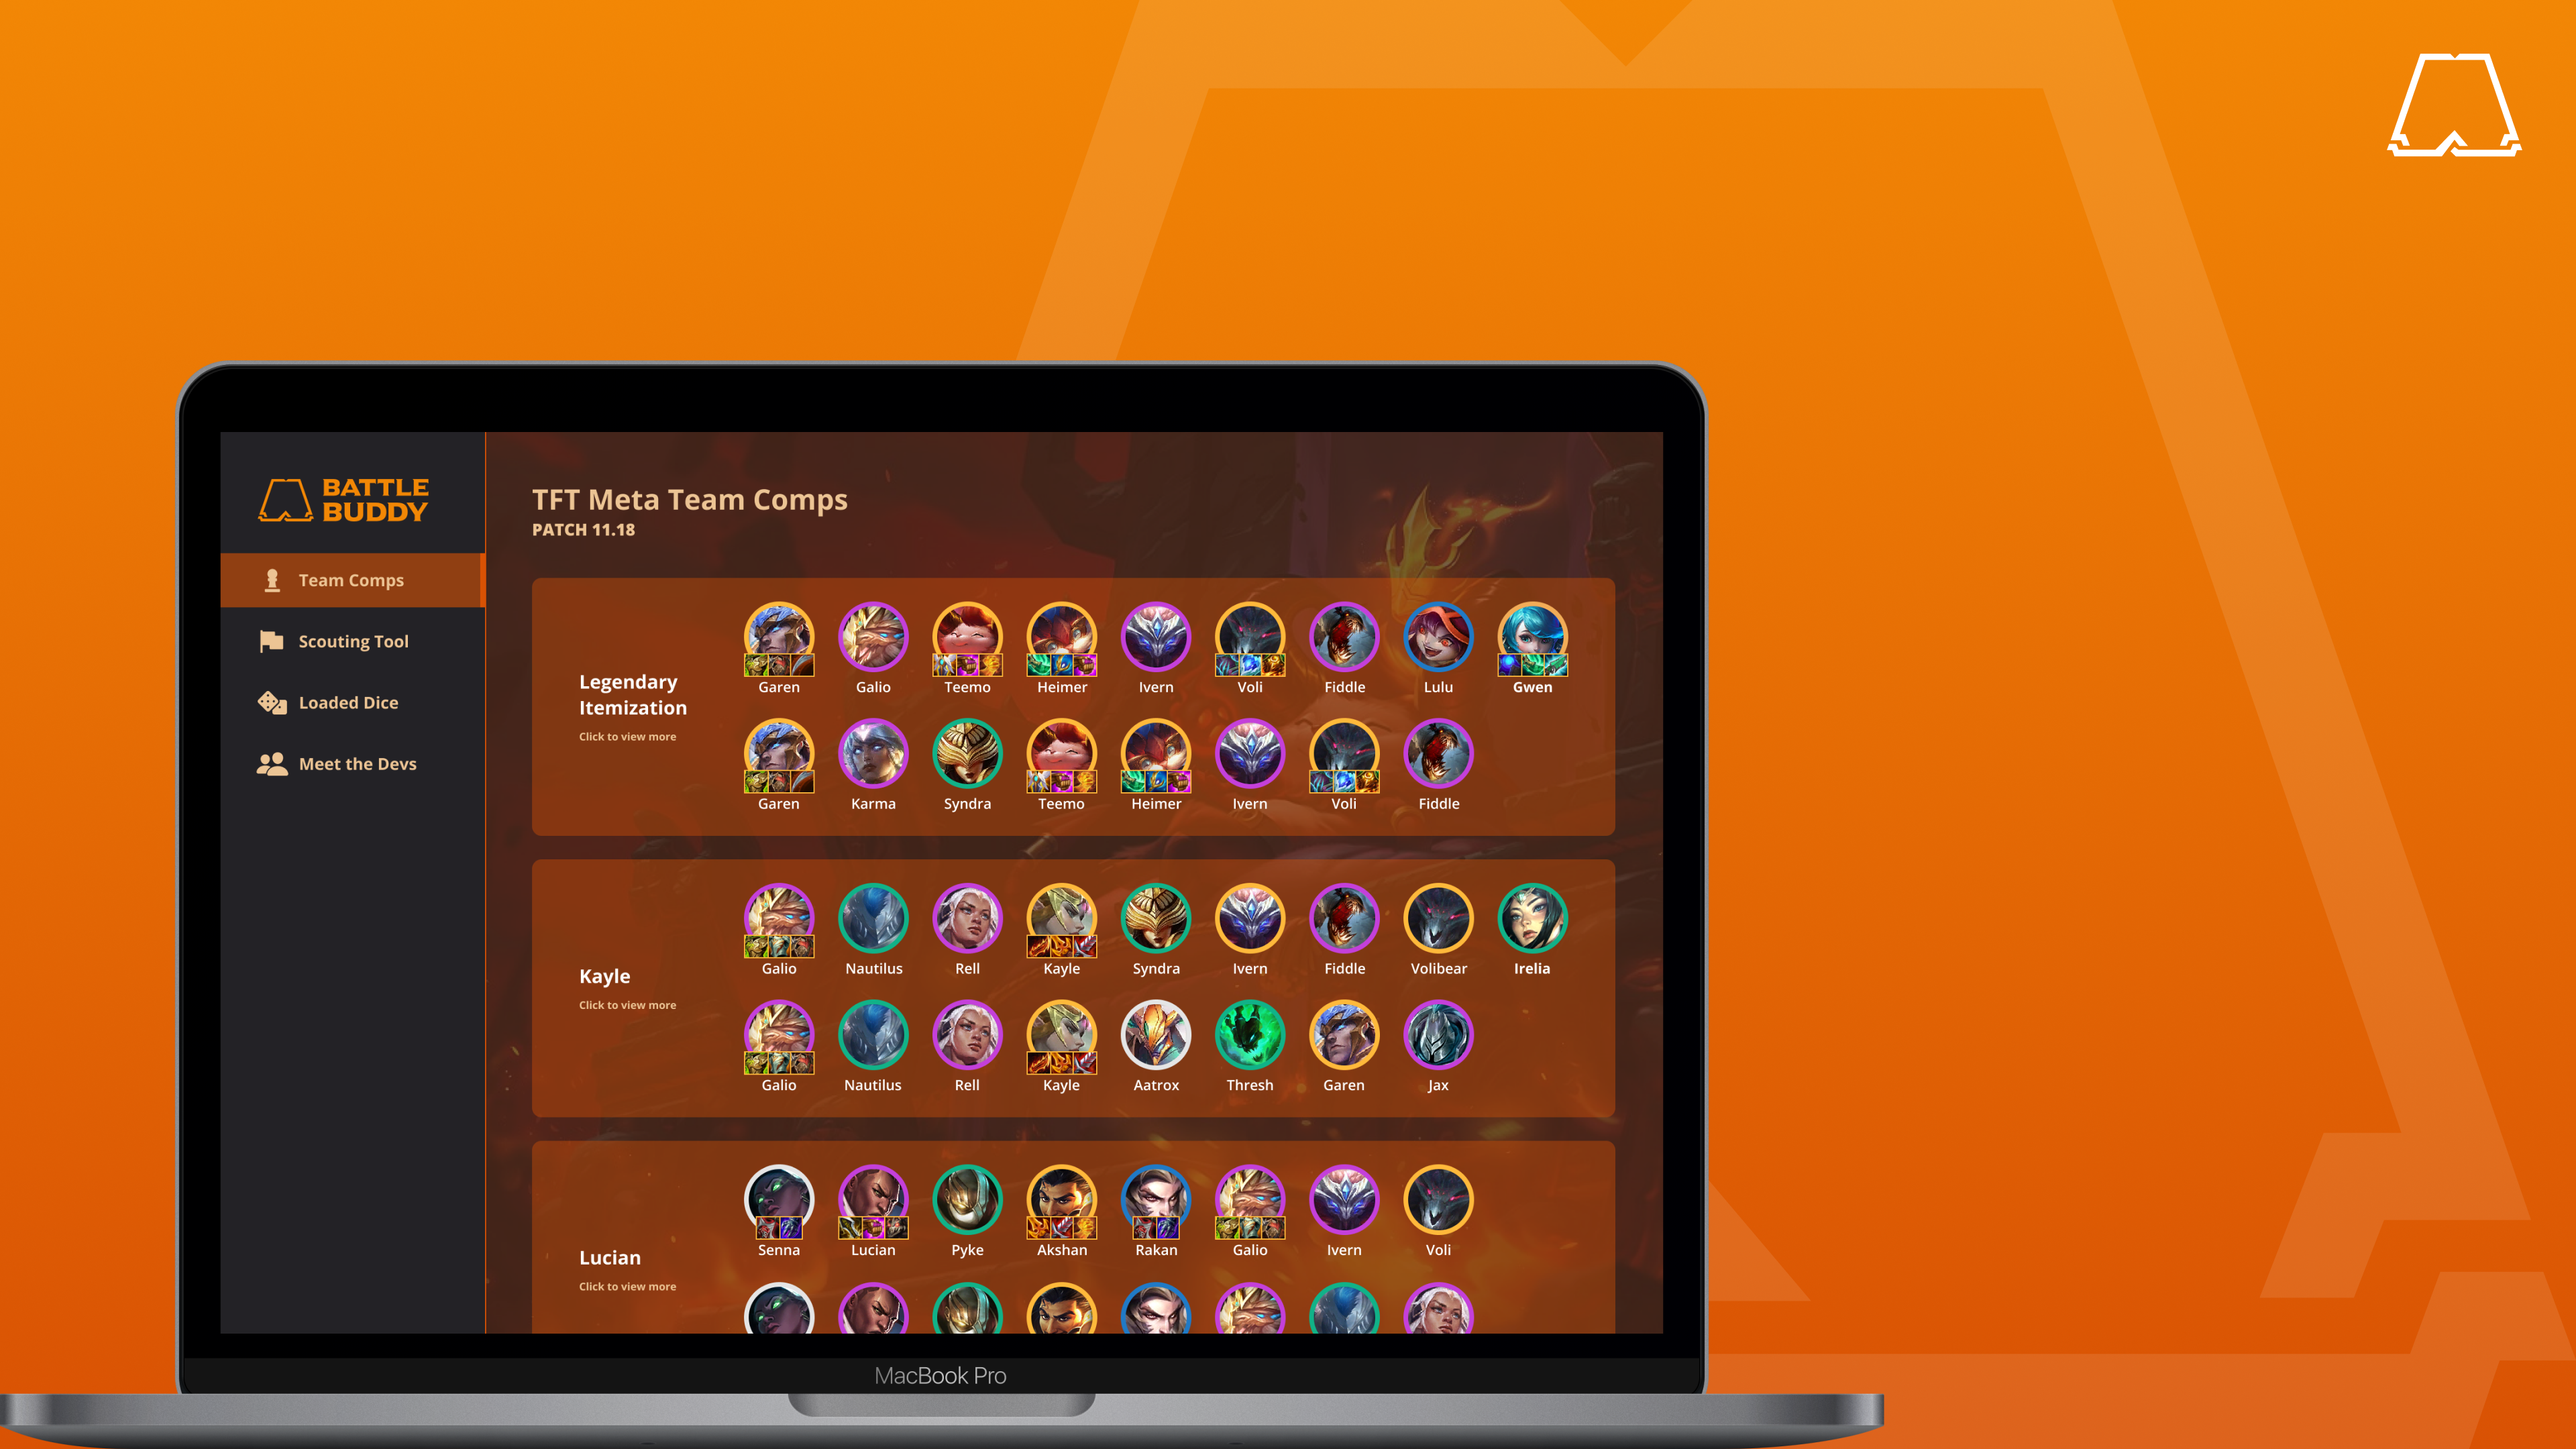 BATTLE
BUDDY
Team Comps
Scouting Tool
Loaded Dice
Meet the Devs
TFT Meta Team Comps
PATCH 11.18
Legendary
Itemization
Click to view more
Garen Galio Teemo Heimer Ivern Voli Fiddle Lulu Gwen
Garen Karma Syndra Teemo Heimer Ivern Voli Fiddle
Kayle
Click to view more
Galio Nautilus Rell Kayle Syndra Ivern Fiddle Volibear Irelia
Galio Nautilus Rell Kayle Aatrox Thresh Garen Jax
Lucian
Click to view more
Senna Lucian Pyke Akshan Rakan Galio Ivern Voli
MacBook Pro